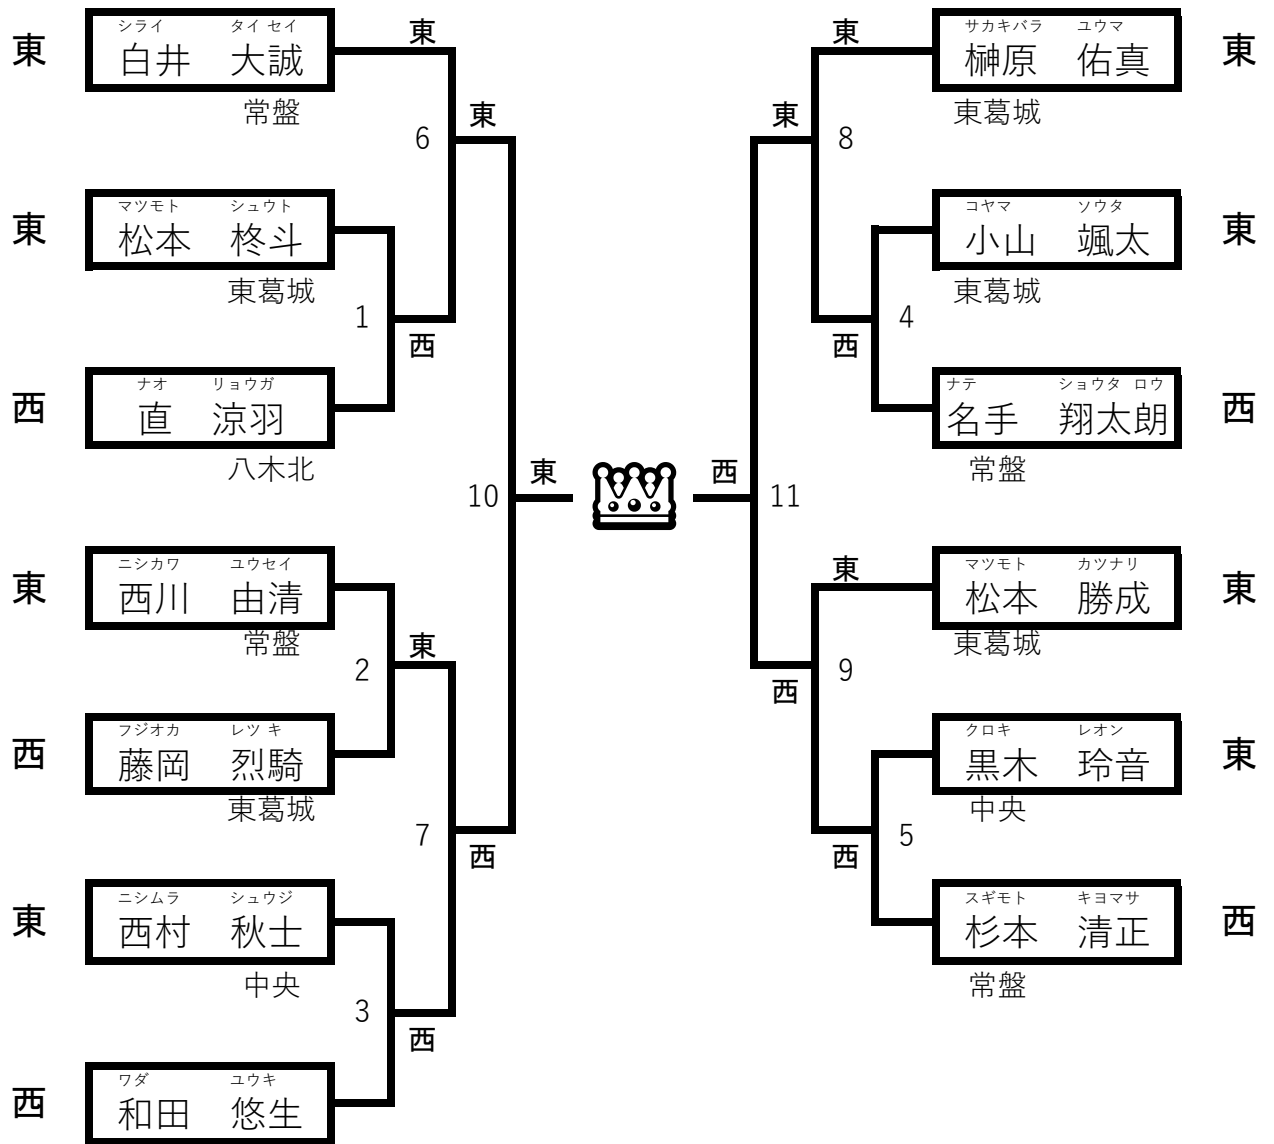 シライ タイ セイ
東 白井 大誠
常盤
東
6
東
マツモト シュウト
東 松本 柊斗
東葛城
1
西
ナオ リョウガ
西 直 涼羽
八木北
10
東
ニシカワ ユウセイ
東 西川 由清
常盤
2
東
フジオカ レツ キ
西 藤岡 烈騎
東葛城
7
西
ニシムラ シュウジ
東 西村 秋士
中央
3
西
ワダ ユウキ
西 和田 悠生
サカキバラ ユウマ
東 榊原 佑真 東
東葛城
東
8
コヤマ ソウタ
小山 颯太 東
東葛城
4
西
ナテ ショウタ ロウ
名手 翔太朗 西
常盤
西
11
マツモト カツナリ
東 松本 勝成 東
東葛城
9
西
クロキ レオン
黒木 玲音 東
中央
5
西
スギモト キヨマサ
杉本 清正 西
常盤